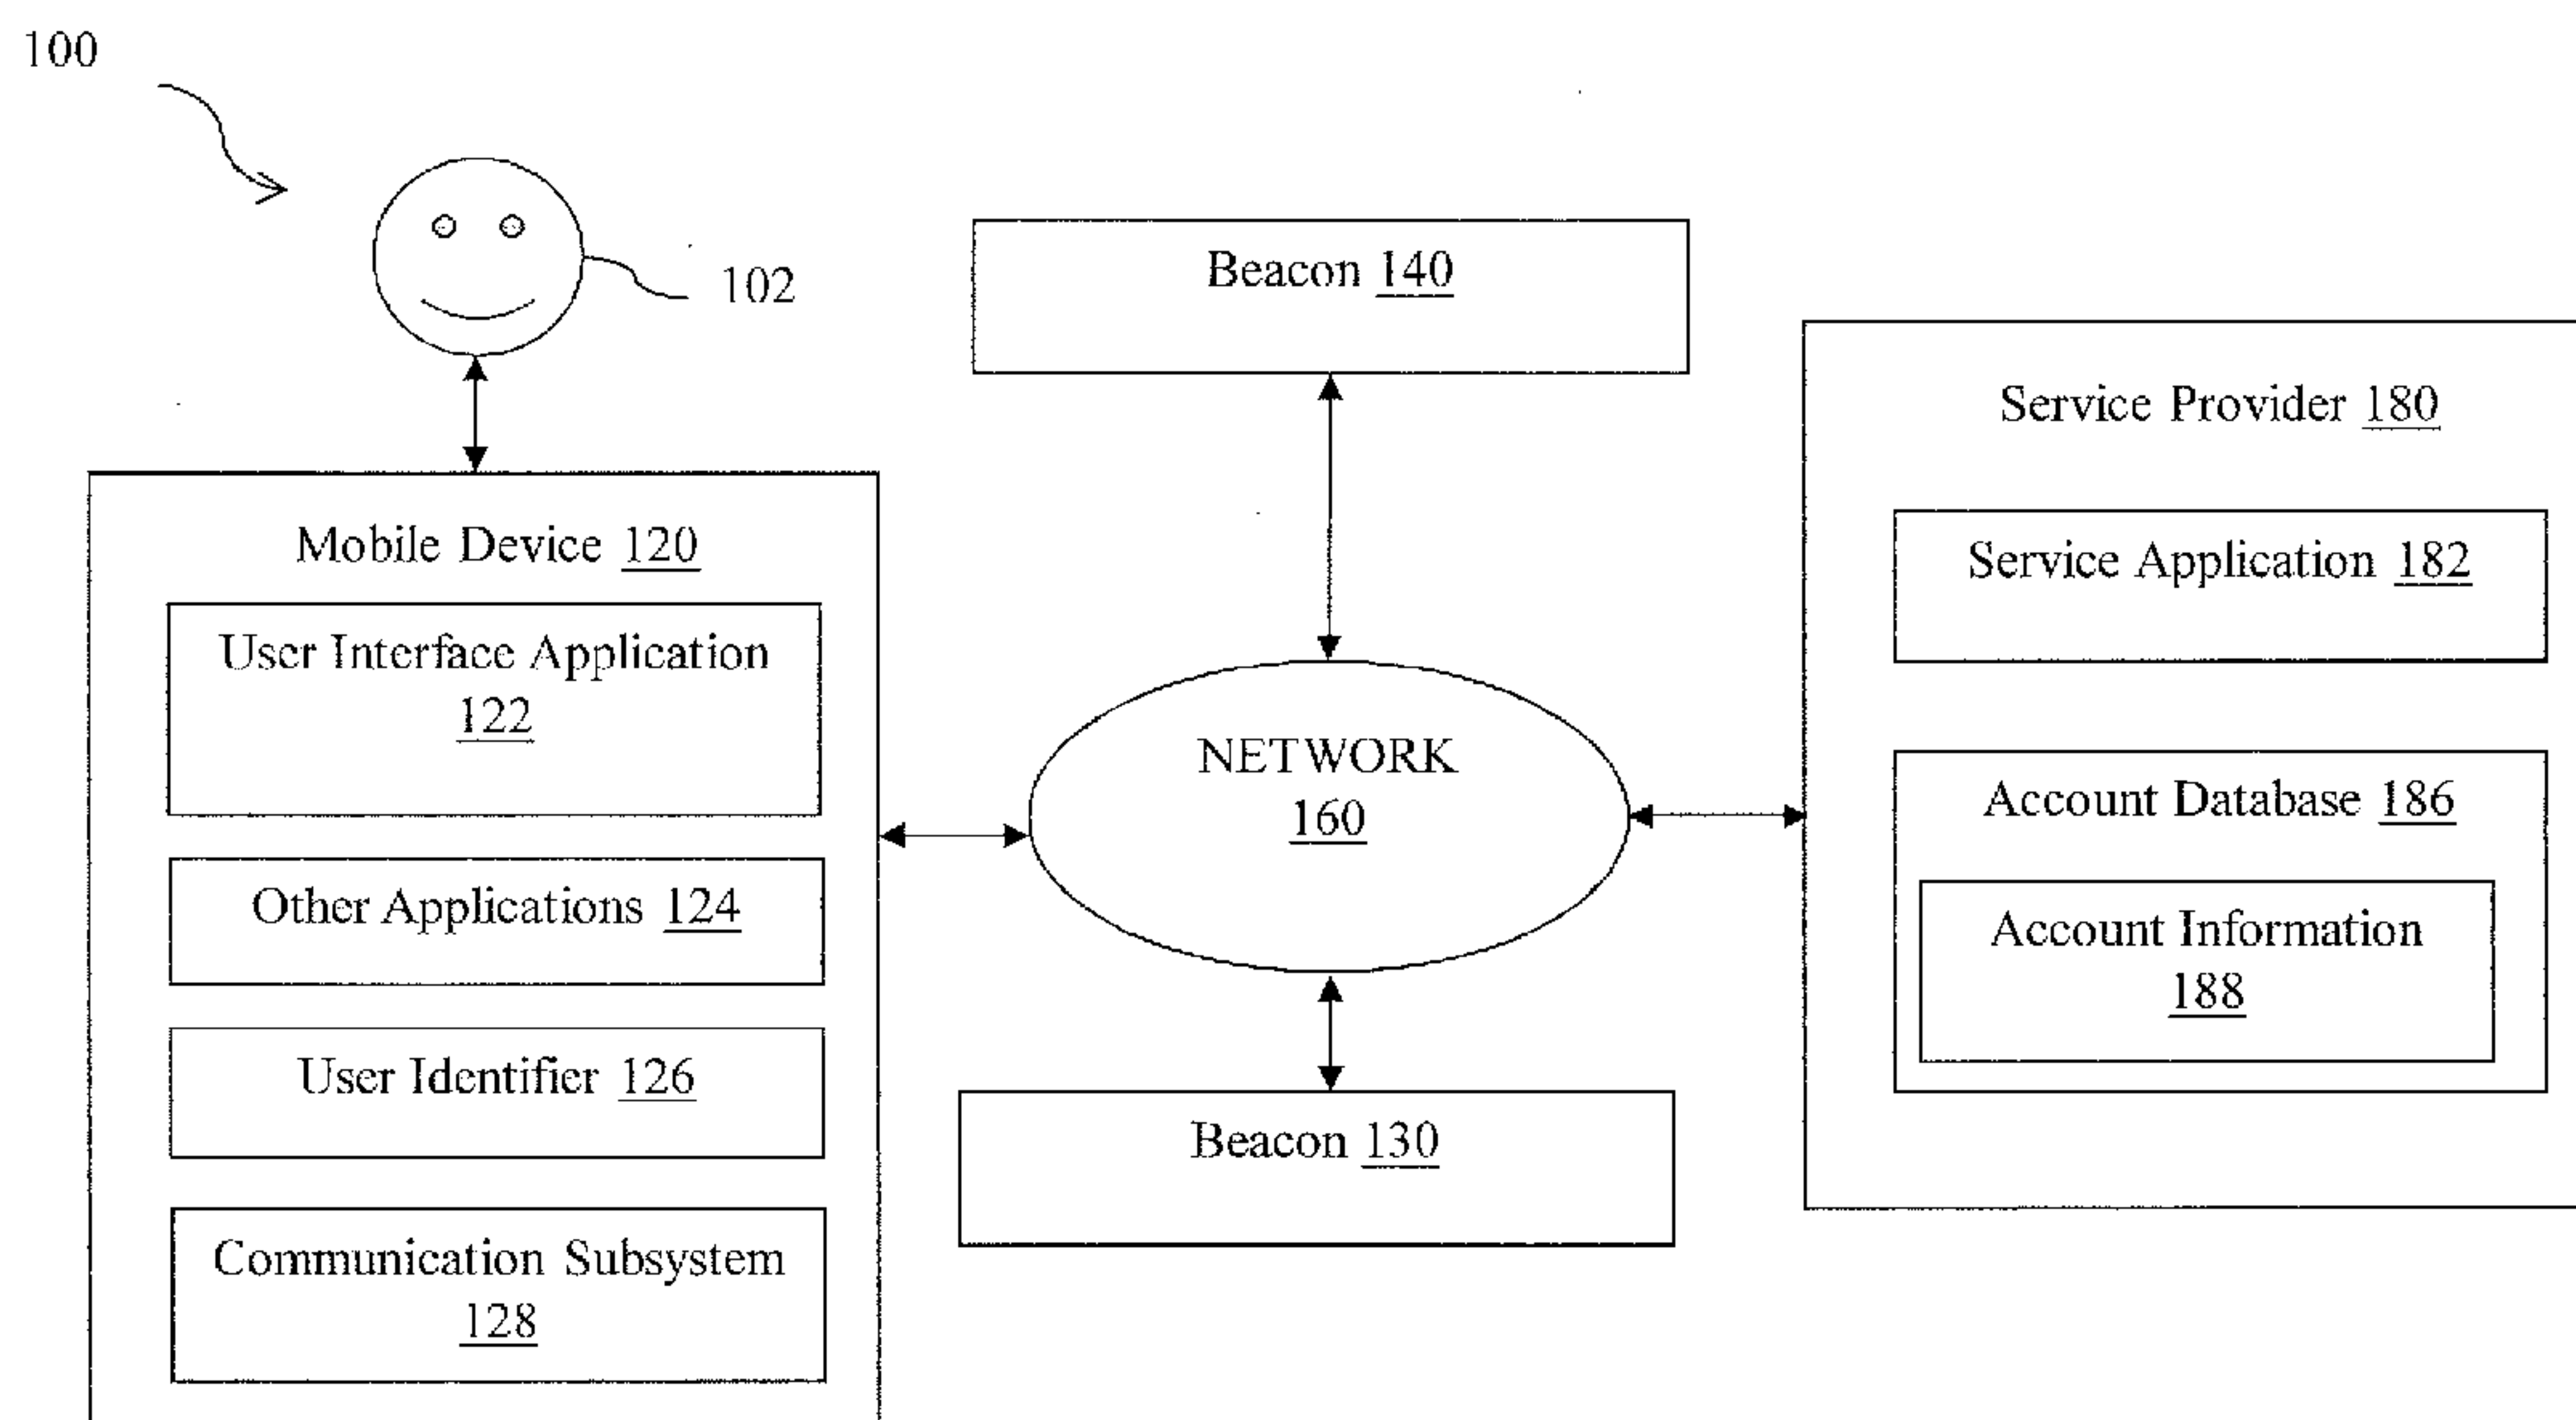 100
102
Beacon 140
Mobile Device 120
User Interface Application
122
Other Applications 124
User Identifier 126
Communication Subsystem
128
NETWORK
160
Beacon 130
Service Provider 180
Service Application 182
Account Database 186
Account Information
188